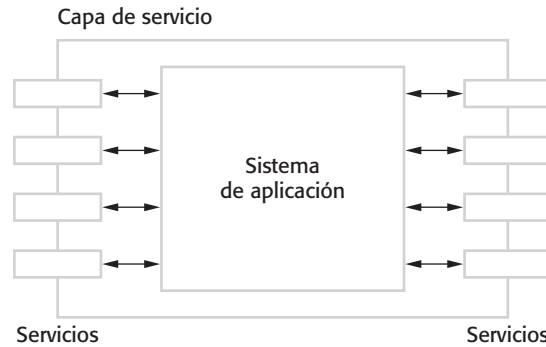 Capa de servicio
Sistema
de aplicación
Servicios
Servicios